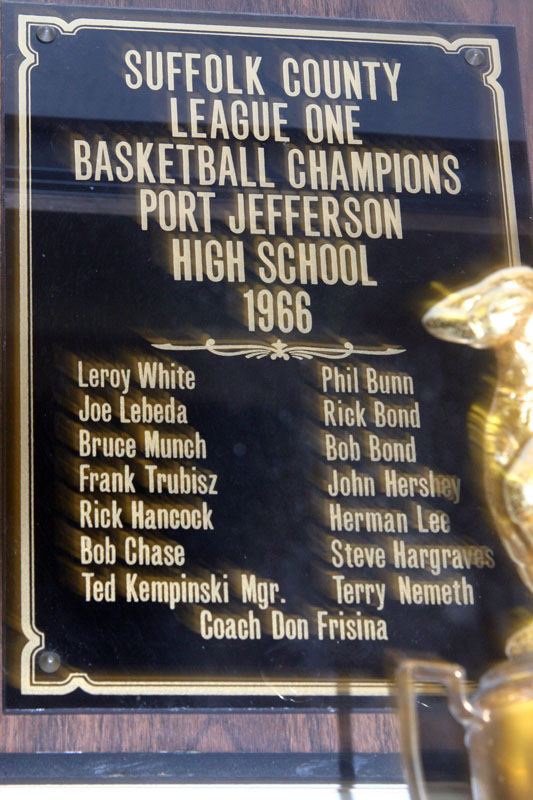 SUFFOLK COUNTY
LEAGUE ONE
BASKETBALL CHAMPIONS
PORT JEFFERSON
HIGH SCHOOL
1966
Leroy White
Joe Lebeda
Bruce Munch
Frank Trubisz
Rick Hancock
Bob Chase
Ted Kempinski Mgr.
Phil Bunn
Rick Bond
Bob Bond
John Hershey
Herman Lee
Steve Hargraves
Terry Nemeth
Coach Don Frisina